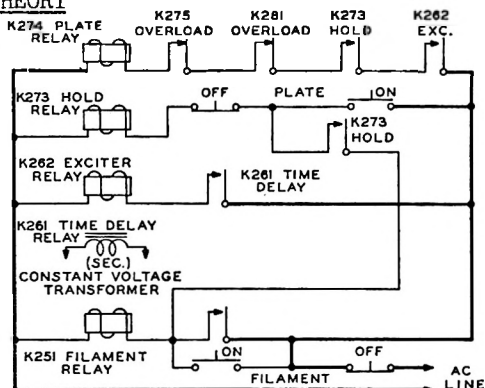 THEORY
K274 PLATE RELAY
K275 OVERLOAD
K281 OVERLOAD
K273 HOLD
K262 EXC.
K273 HOLD RELAY
OFF
PLATE
ON
K273 HOLD
K262 EXCITER RELAY
K261 TIME DELAY
K261 TIME DELAY RELAY
(SEC.)
CONSTANT VOLTAGE TRANSFORMER
K251 FILAMENT RELAY
ON
FILAMENT
OFF
AC LINE